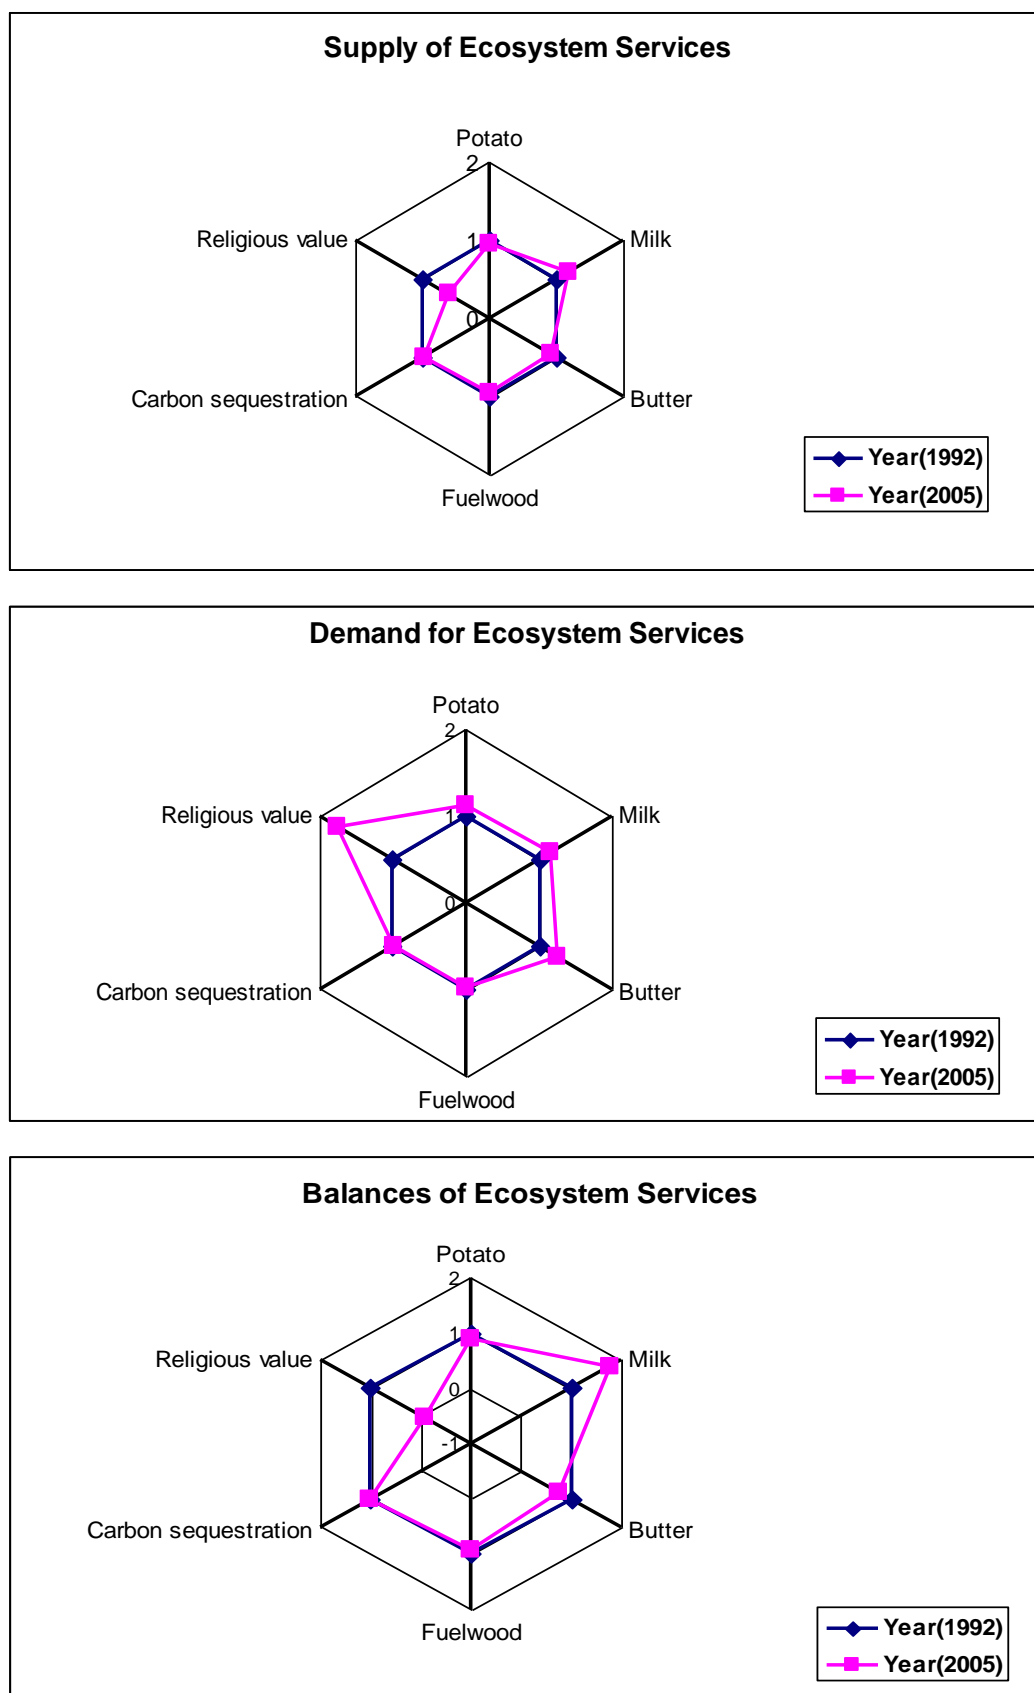 Supply of Ecosystem Services
Potato
2
Religious value
1
Milk
0
Carbon sequestration
Butter
Fuelwood
Year(1992)
Year(2005)
Demand for Ecosystem Services
Potato
2
Religious value
1
Milk
0
Carbon sequestration
Butter
Fuelwood
Year(1992)
Year(2005)
Balances of Ecosystem Services
Potato
2
1
Religious value
Milk
0
-1
Carbon sequestration
Butter
Fuelwood
Year(1992)
Year(2005)